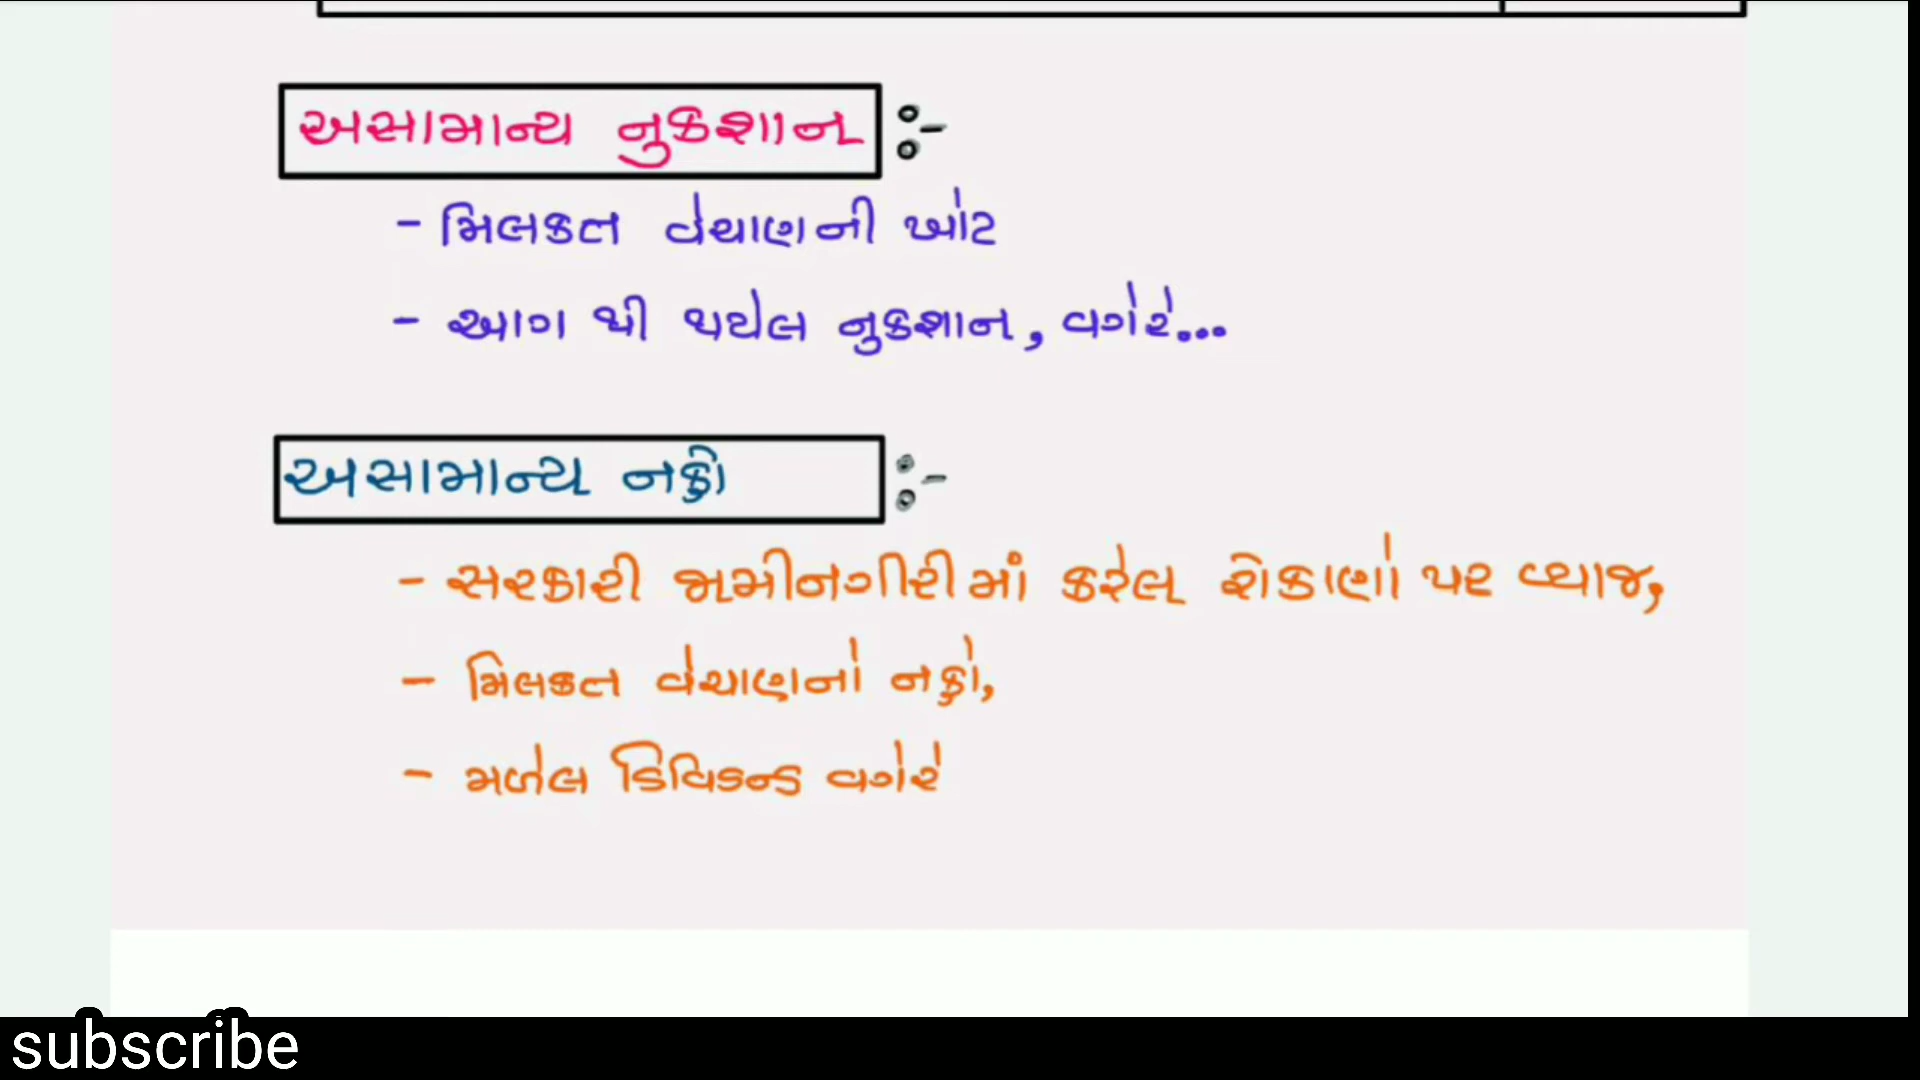 અસામાન્ય નુકશાન :-
- મિલકત વેચાણની ખોટ
- આગ થી થયેલ નુકશાન, વગેરે...
અસામાન્ય નફો :-
- સરકારી જામીનગીરીમાં કરેલ રોકાણો પર વ્યાજ,
- મિલકત વેચાણનો નફો,
- મળેલ ડિવિડન્ડ વગેરે
subscribe